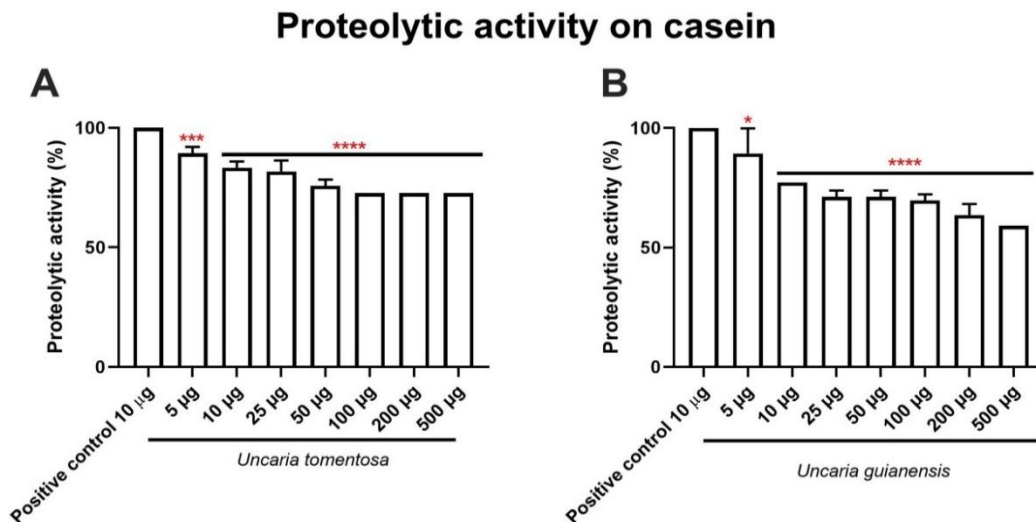 Proteolytic activity on casein
A
Proteolytic activity (%)
100
50
0
***
****
Positive control 10 μg
5 μg
10 μg
25 μg
50 μg
100 μg
200 μg
500 μg
Uncaria tomentosa
B
Proteolytic activity (%)
100
50
0
*
****
Positive control 10 μg
5 μg
10 μg
25 μg
50 μg
100 μg
200 μg
500 μg
Uncaria guianensis